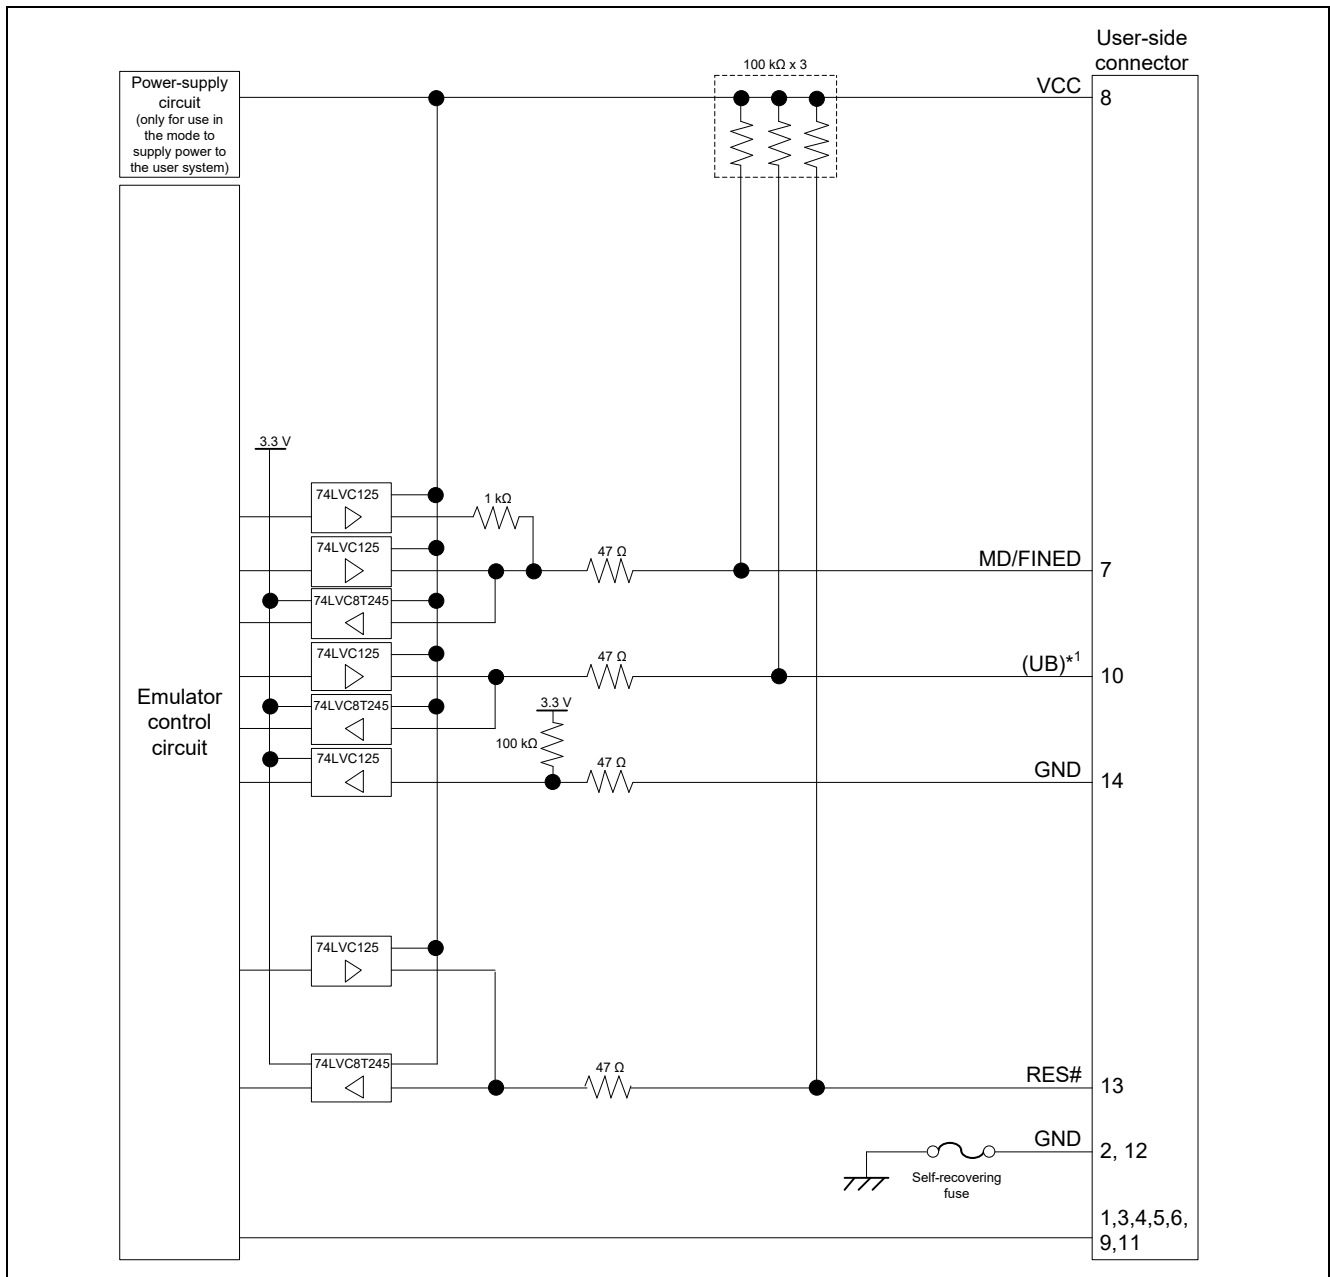 User-side
connector
100 kΩ x 3
Power-supply
circuit
(only for use in
the mode to
supply power to
the user system)
VCC
8
3.3 V
74LVC125
1 kΩ
74LVC125
47 Ω
MD/FINED
7
74LVC8T245
74LVC125
47 Ω
(UB)*1
10
Emulator
control
circuit
74LVC8T245
3.3 V
100 kΩ
74LVC125
47 Ω
GND
14
74LVC125
74LVC8T245
47 Ω
RES#
13
GND
2, 12
Self-recovering
fuse
1,3,4,5,6,
9,11